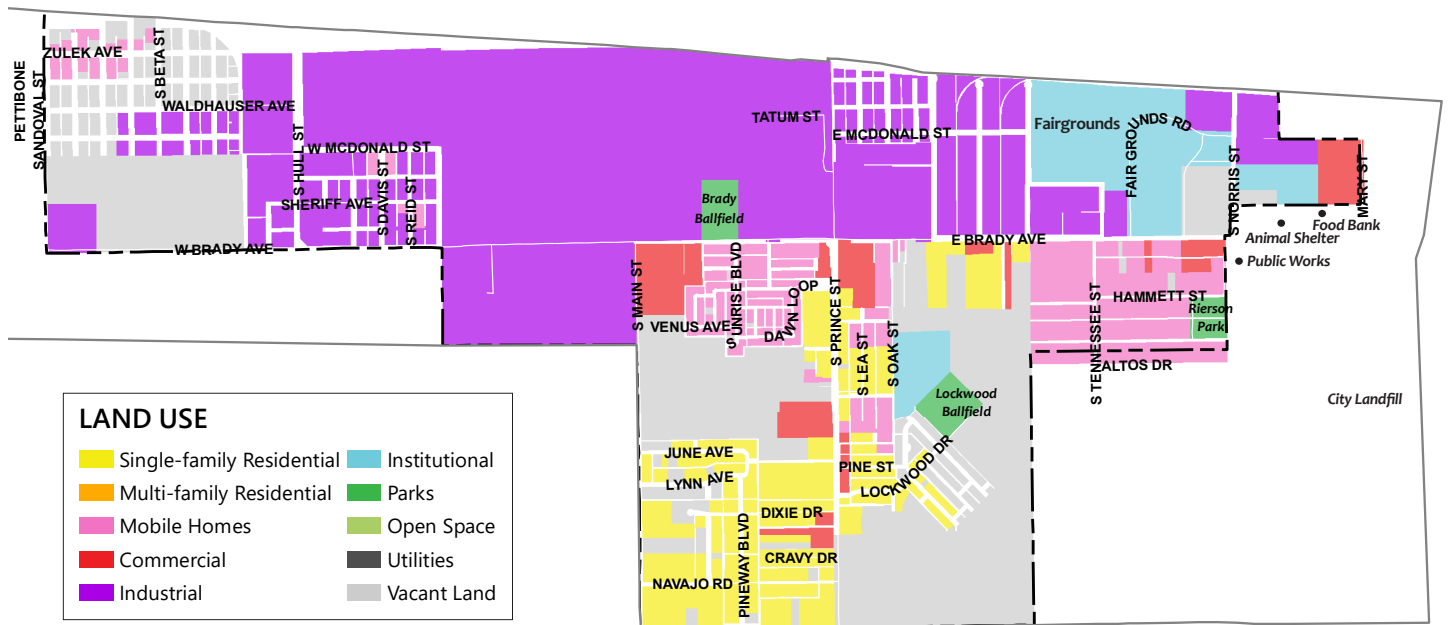 ZULEK AVE
S BETA ST
PETTIBONE
SANDOVAL ST
WALDHAUSER AVE
TATUM ST
E MCDONALD ST
Fairgrounds
FAIR GROUNDS RD
S HULL ST
W MCDONALD ST
S DAVIS ST
S REID ST
SHERIFF AVE
W BRADY AVE
Brady
Ballfield
S NORRIS ST
MARY ST
Food Bank
Animal Shelter
Public Works
E BRADY AVE
S MAIN ST
S UNRISE BLVD
VENUS AVE
DAWN LOOP
S PRINCE ST
S LEA ST
S OAK ST
HAMMETT ST
Rierson
Park
S TENNESSEE ST
ALTOS DR
Lockwood
Ballfield
City Landfill
JUNE AVE
LYNN AVE
PINE ST
LOCKWOOD DR
DIXIE DR
PINEWAY BLVD
CRAVY DR
NAVAJO RD
LAND USE
Single-family Residential
Multi-family Residential
Mobile Homes
Commercial
Industrial
Institutional
Parks
Open Space
Utilities
Vacant Land